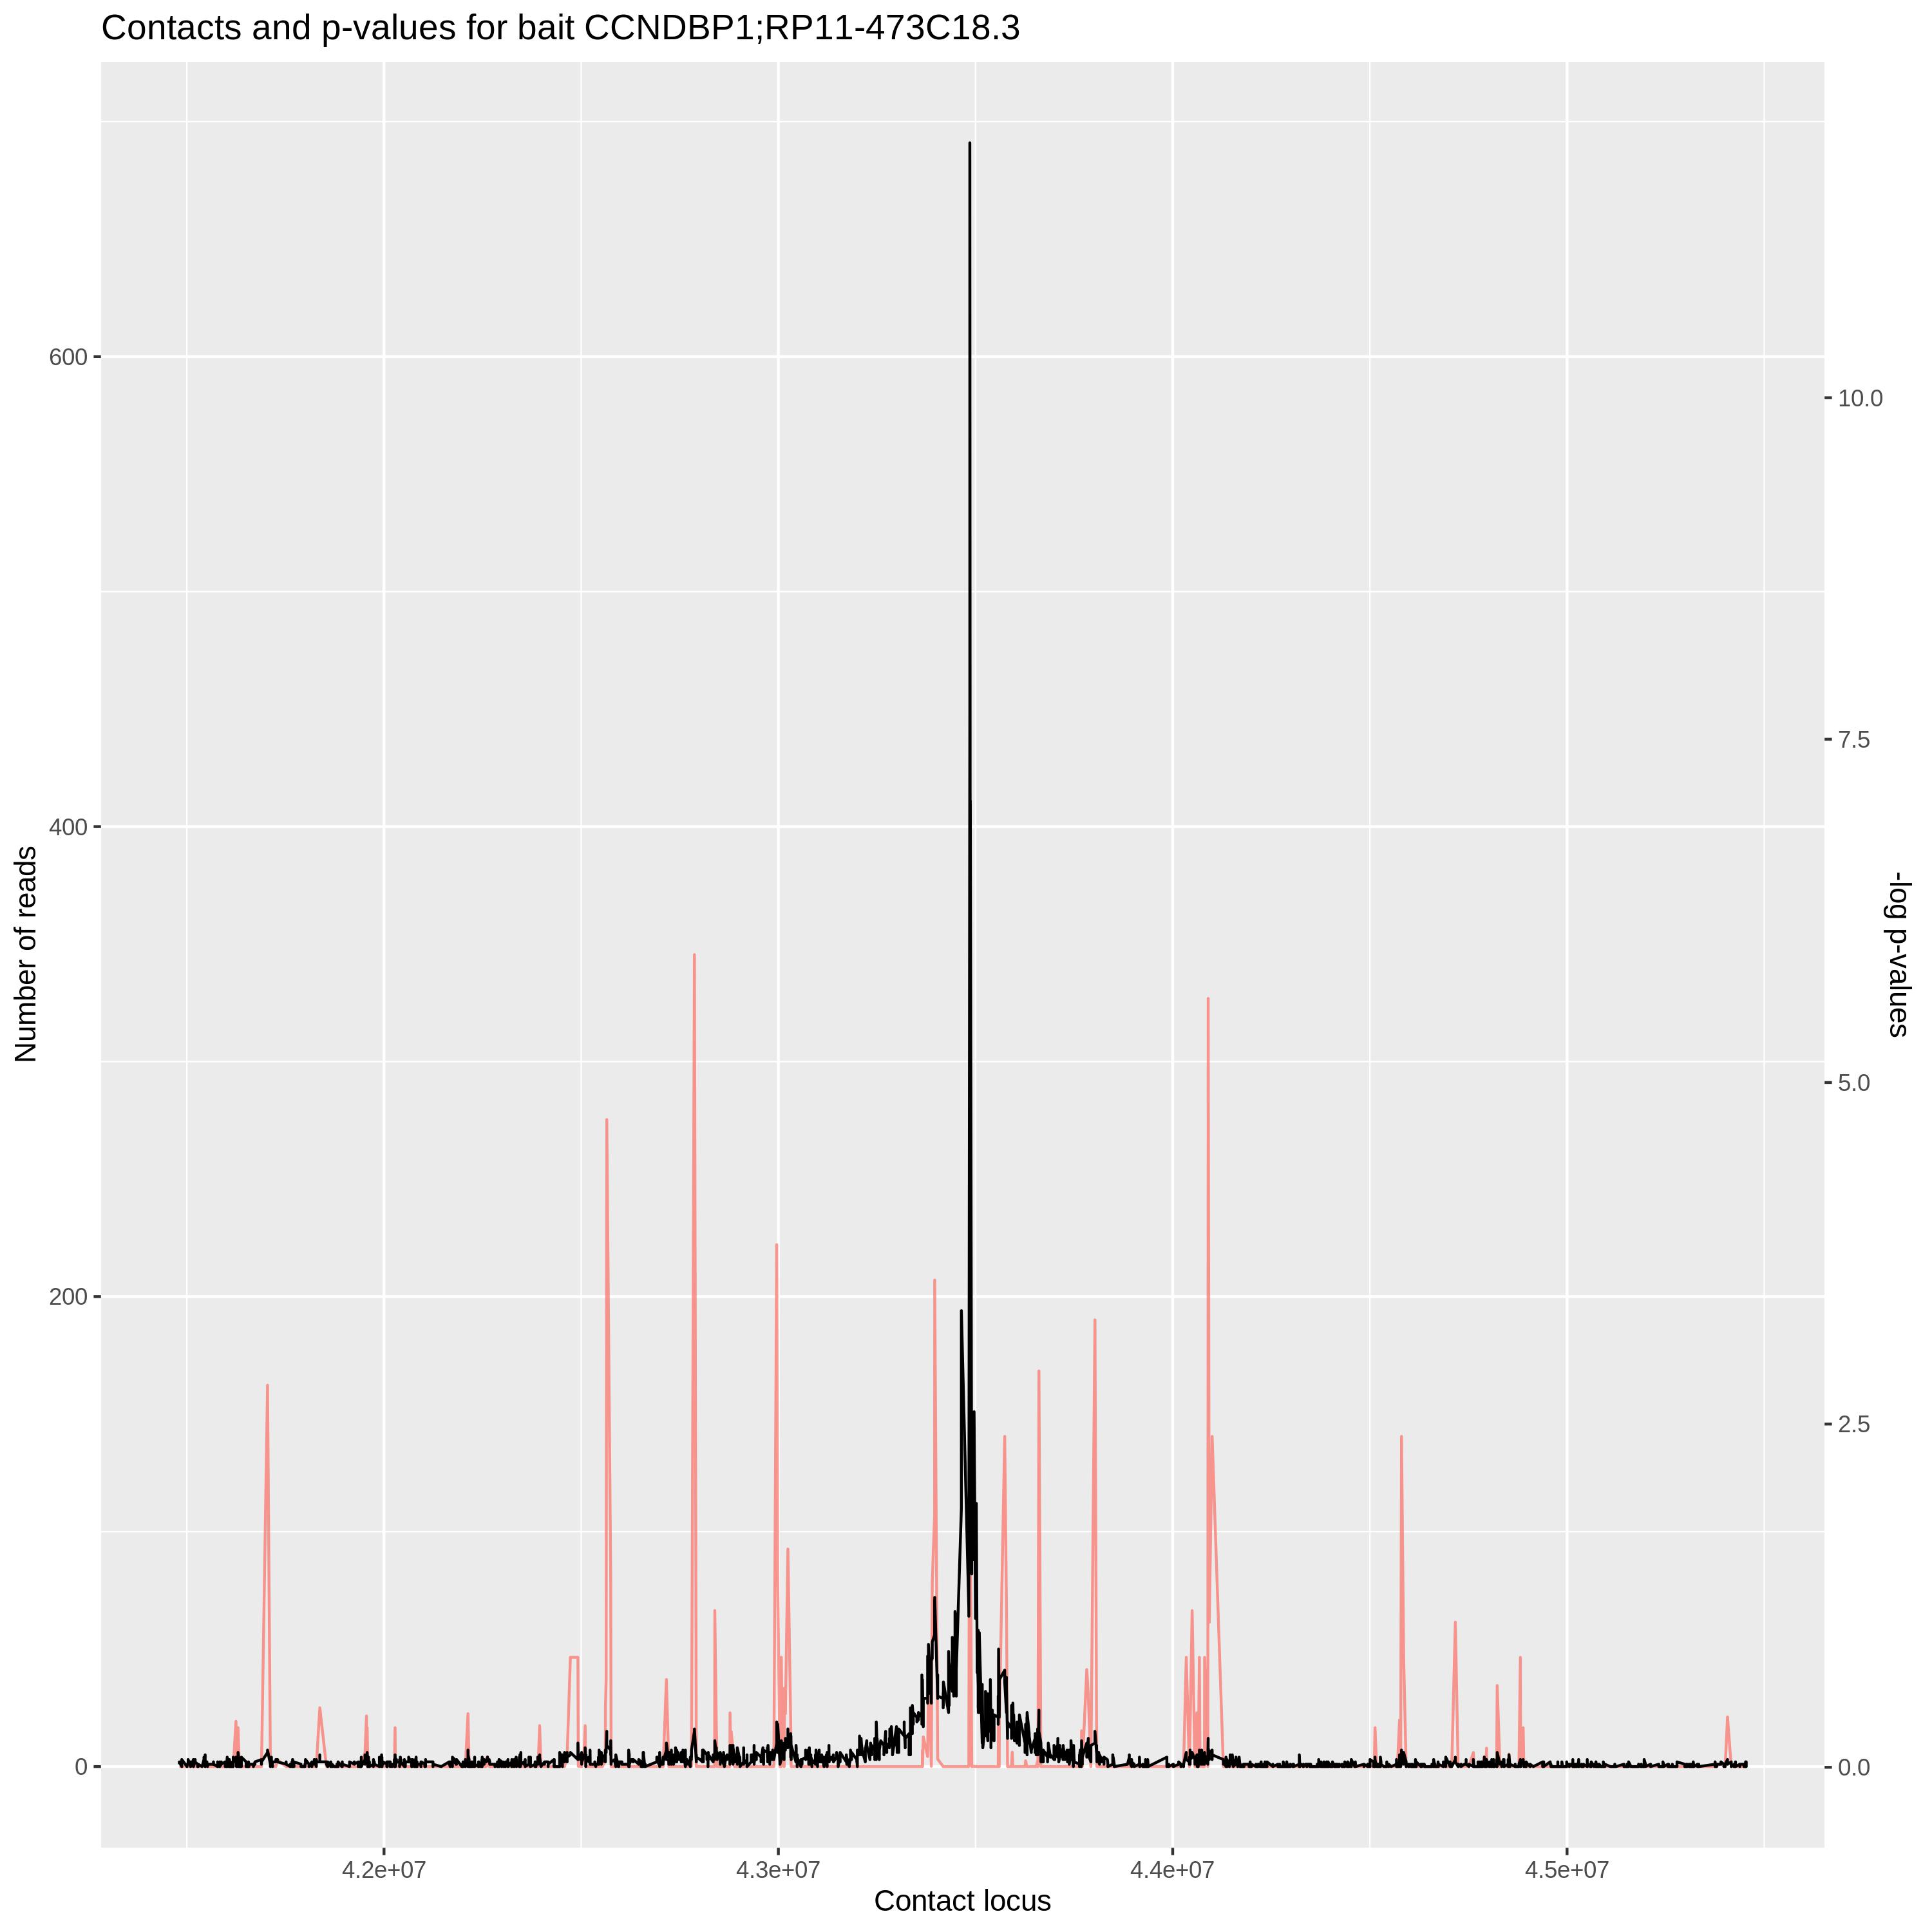 Contacts and p-values for bait CCNDBP1;RP11-473C18.3
Number of reads
600
400
200
0
10.0
7.5
5.0
2.5
0.0
-log p-values
4.2e+07
4.3e+07
4.4e+07
4.5e+07
Contact locus